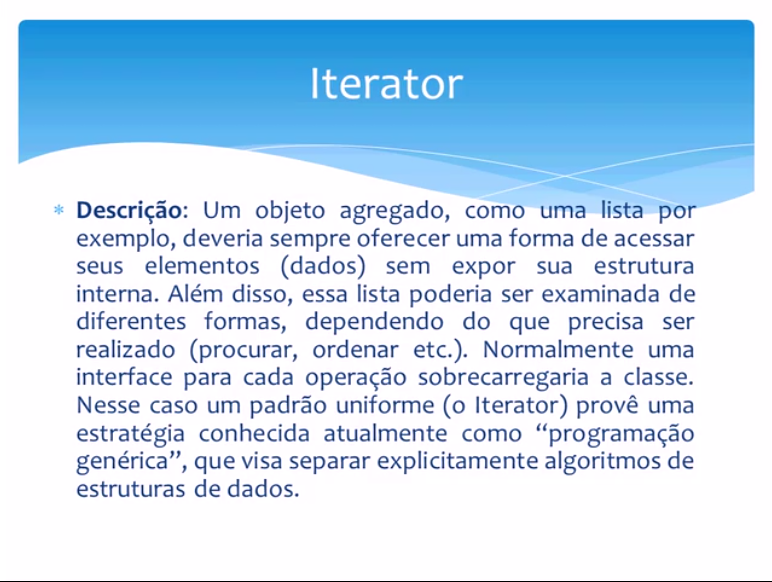 Iterator
Descrição: Um objeto agregado, como uma lista por
exemplo, deveria sempre oferecer uma forma de acessar
seus elementos (dados) sem expor sua estrutura
interna. Além disso, essa lista poderia ser examinada de
diferentes formas, dependendo do que precisa ser
realizado (procurar, ordenar etc.). Normalmente uma
interface para cada operação sobrecarregaria a classe.
Nesse caso um padrão uniforme (o Iterator) provê uma
estratégia conhecida atualmente como “programação
genérica”, que visa separar explicitamente algoritmos de
estruturas de dados.